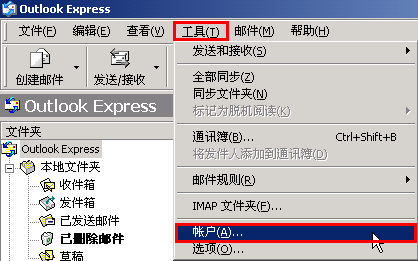 Outlook Express
文件(F) 编辑(E) 查看(V) 工具(T) 邮件(M) 帮助(H)
创建邮件 发送/接收
Outlook Express
文件夹
Outlook Express
本地文件夹
收件箱
发件箱
已发送邮件
已删除邮件
草稿
发送和接收(S)
全部同步(Z)
同步文件夹(N)
标记为脱机阅读(K)
通讯簿(B)... Ctrl+Shift+B
将发件人添加到通讯簿(D)
邮件规则(R)
IMAP 文件夹(F)...
帐户(A)...
选项(O)...